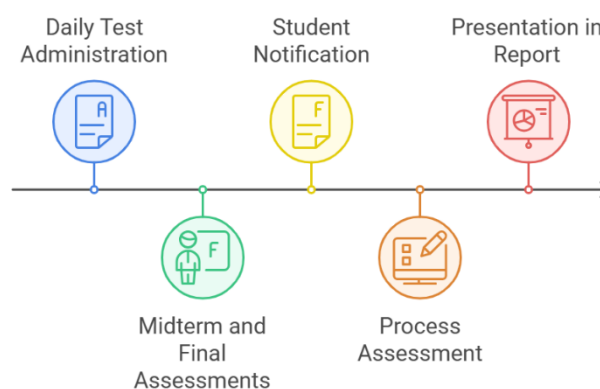 Daily Test
Administration
A
Midterm and
Final
Assessments
F
Student
Notification
F
Process
Assessment
Presentation in
Report